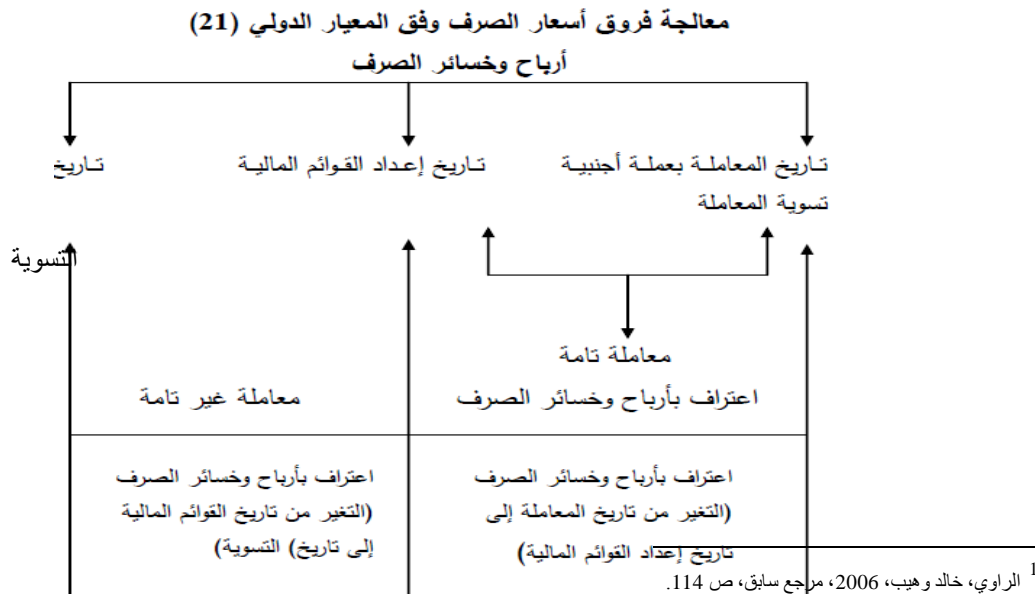 معالجة فروق أسعار الصرف وفق المعيار الدولي (21)
أرباح وخسائر الصرف
تاريخ المعاملة بعملة أجنبية
تسوية المعاملة
تاريخ إعداد القوائم المالية
تاريخ
التسوية
معاملة تامة
اعتراف بأرباح وخسائر الصرف
معاملة غير تامة
اعتراف بأرباح وخسائر الصرف
(التغير من تاريخ المعاملة إلى
تاريخ إعداد القوائم المالية)
اعتراف بأرباح وخسائر الصرف
(التغير من تاريخ القوائم المالية
إلى تاريخ) التسوية)
1 الراوي، خالد وهيب، 2006، مرجع سابق، ص 114.